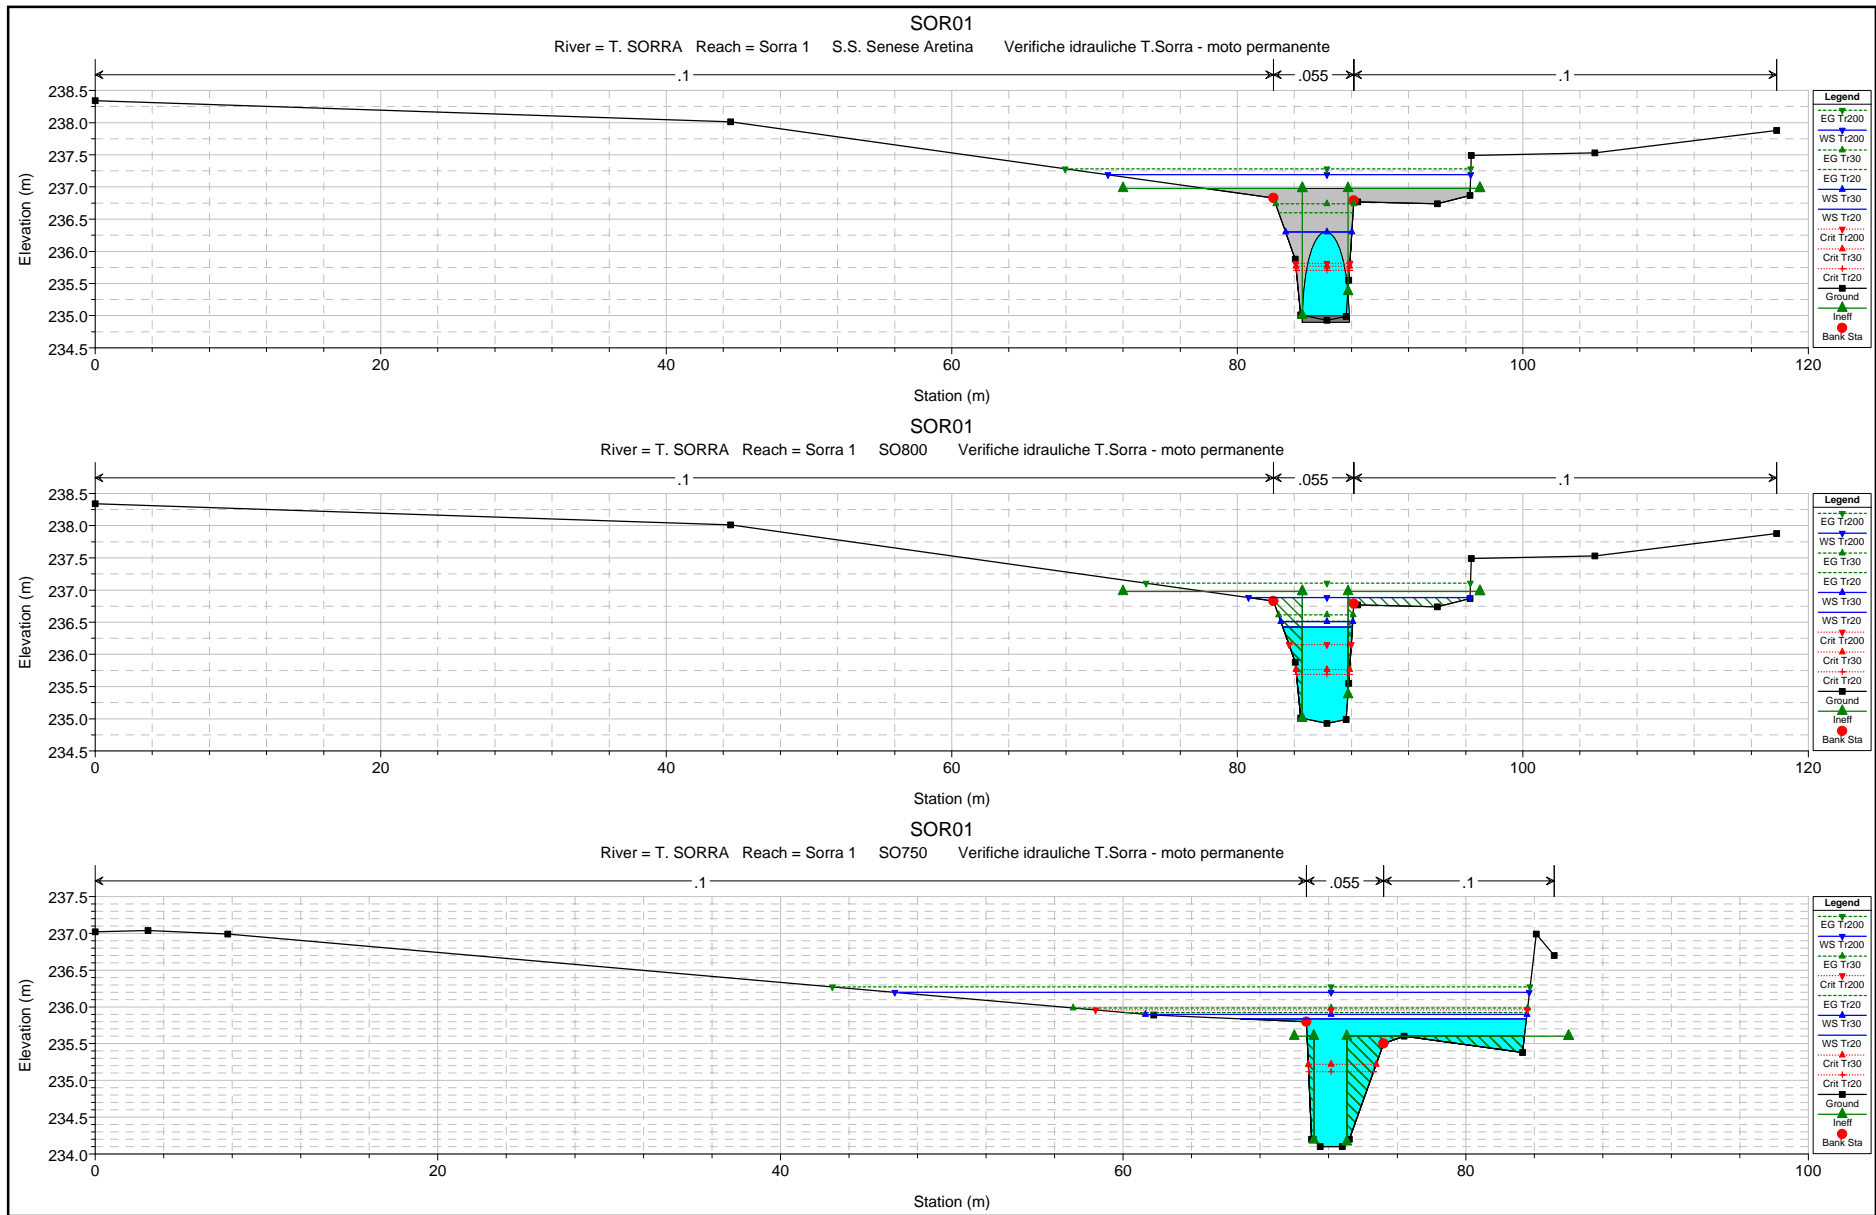 SOR01
River = T. SORRA Reach = Sorra 1 S.S. Senese Aretina Verifiche idrauliche T.Sorra - moto permanente
.1 .055 .1
238.5
238.0
237.5
237.0
236.5
236.0
235.5
235.0
234.5
Elevation (m)
0 20 40 60 80 100 120
Station (m)
Legend
EG Tr200
WS Tr200
EG Tr30
EG Tr20
WS Tr30
WS Tr20
Crit Tr200
Crit Tr30
Crit Tr20
Ground
Ineff
Bank Sta
SOR01
River = T. SORRA Reach = Sorra 1 SO800 Verifiche idrauliche T.Sorra - moto permanente
.1 .055 .1
238.5
238.0
237.5
237.0
236.5
236.0
235.5
235.0
234.5
Elevation (m)
0 20 40 60 80 100 120
Station (m)
Legend
EG Tr200
WS Tr200
EG Tr30
EG Tr20
WS Tr30
WS Tr20
Crit Tr200
Crit Tr30
Crit Tr20
Ground
Ineff
Bank Sta
SOR01
River = T. SORRA Reach = Sorra 1 SO750 Verifiche idrauliche T.Sorra - moto permanente
.1 .055 .1
237.5
237.0
236.5
236.0
235.5
235.0
234.5
234.0
Elevation (m)
0 20 40 60 80 100
Station (m)
Legend
EG Tr200
WS Tr200
EG Tr30
Crit Tr200
EG Tr20
WS Tr30
WS Tr20
Crit Tr30
Crit Tr20
Ground
Ineff
Bank Sta